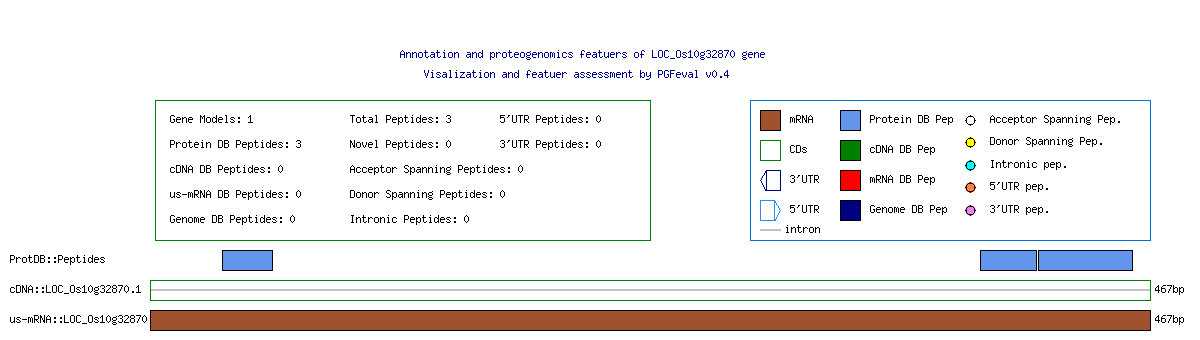 Annotation and proteogenomics featuers of LOC_Os10g32870 gene
Visalization and featuer assessment by PGFeval v0.4
Gene Models: 1 Total Peptides: 3 5'UTR Peptides: 0
Protein DB Peptides: 3 Novel Peptides: 0 3'UTR Peptides: 0
cDNA DB Peptides: 0 Acceptor Spanning Peptides: 0
us-mRNA DB Peptides: 0 Donor Spanning Peptides: 0
Genome DB Peptides: 0 Intronic Peptides: 0
mRNA Protein DB Pep Acceptor Spanning Pep.
CDs cDNA DB Pep Donor Spanning Pep.
3'UTR mRNA DB Pep Intronic pep.
5'UTR Genome DB Pep 5'UTR pep.
intron 3'UTR pep.
ProtDB::Peptides
cDNA::LOC_Os10g32870.1 467bp
us-mRNA::LOC_Os10g32870 467bp